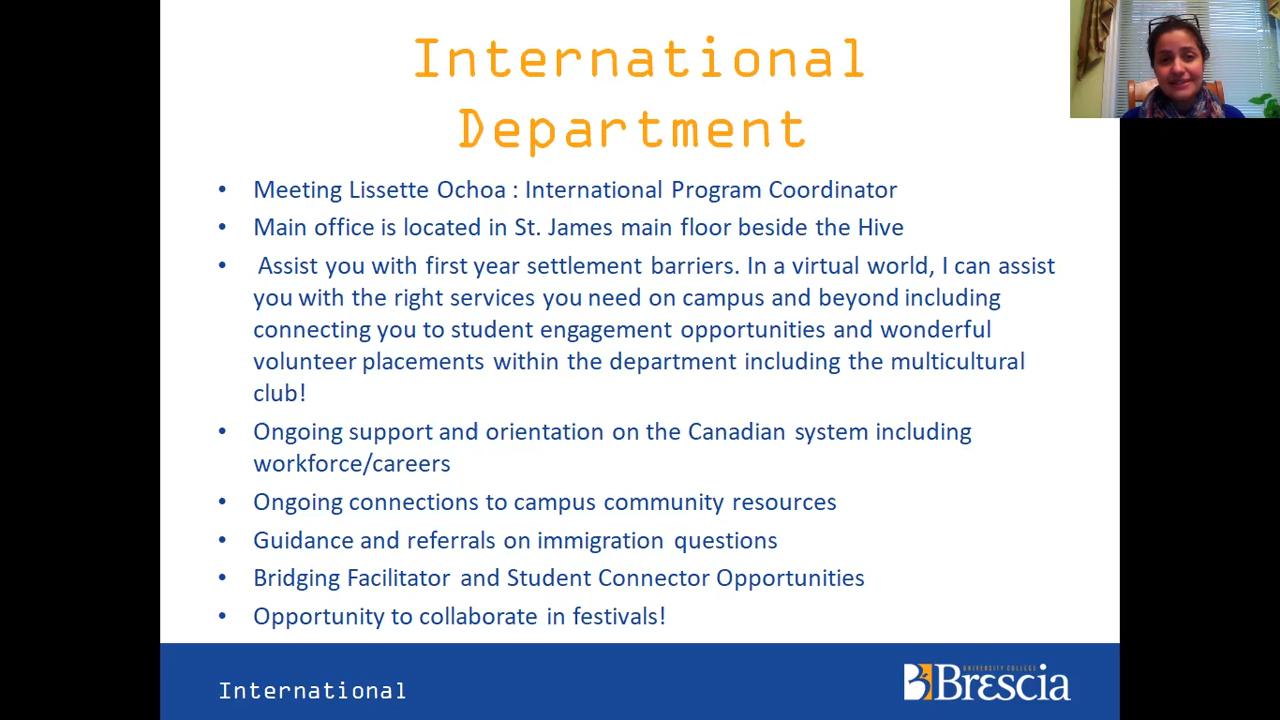 International
Department
• Meeting Lissette Ochoa : International Program Coordinator
• Main office is located in St. James main floor beside the Hive
• Assist you with first year settlement barriers. In a virtual world, I can assist
you with the right services you need on campus and beyond including
connecting you to student engagement opportunities and wonderful
volunteer placements within the department including the multicultural
club!
• Ongoing support and orientation on the Canadian system including
workforce/careers
• Ongoing connections to campus community resources
• Guidance and referrals on immigration questions
• Bridging Facilitator and Student Connector Opportunities
• Opportunity to collaborate in festivals!
International
UNIVERSITY COLLEGE
Brescia